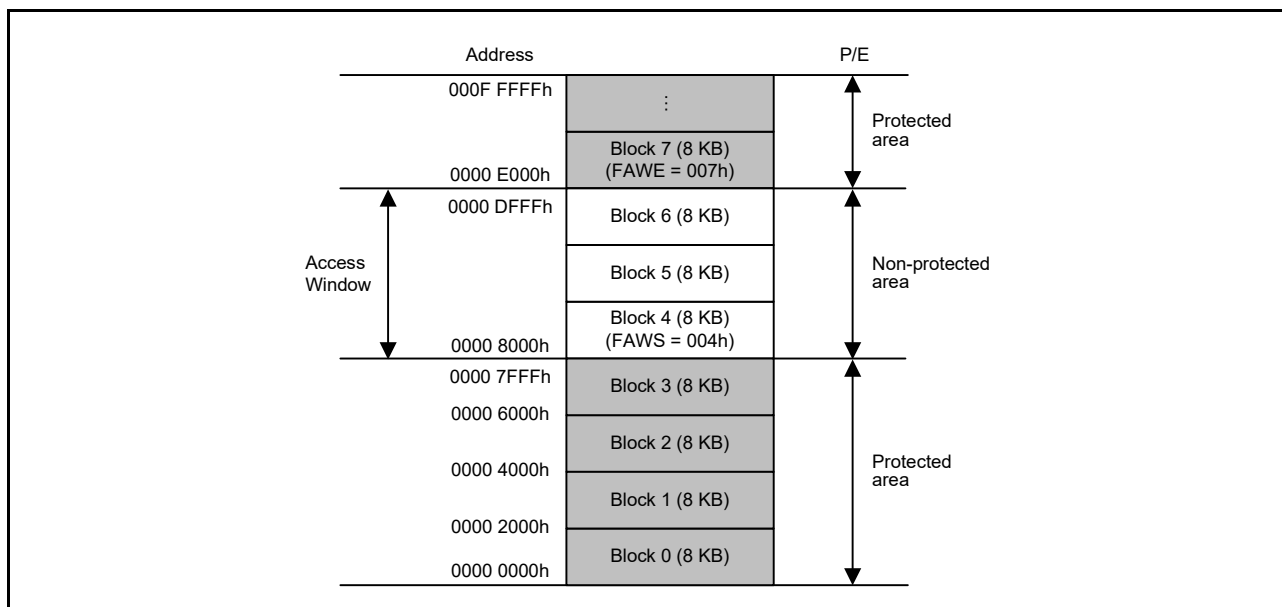 Address P/E
000F FFFFh
⋮
Protected
area
Block 7 (8 KB)
(FAWE = 007h)
0000 E000h
0000 DFFFh
Block 6 (8 KB)
Access
Window
Block 5 (8 KB)
Non-protected
area
Block 4 (8 KB)
(FAWS = 004h)
0000 8000h
0000 7FFFh
Block 3 (8 KB)
0000 6000h
Block 2 (8 KB)
Protected
area
0000 4000h
Block 1 (8 KB)
0000 2000h
Block 0 (8 KB)
0000 0000h